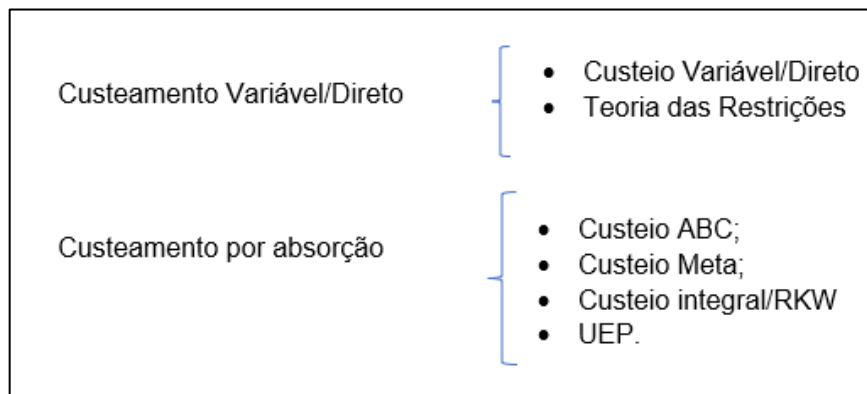 Custeamento Variável/Direto
• Custeio Variável/Direto
• Teoria das Restrições
Custeamento por absorção
• Custeio ABC;
• Custeio Meta;
• Custeio integral/RKW
• UEP.